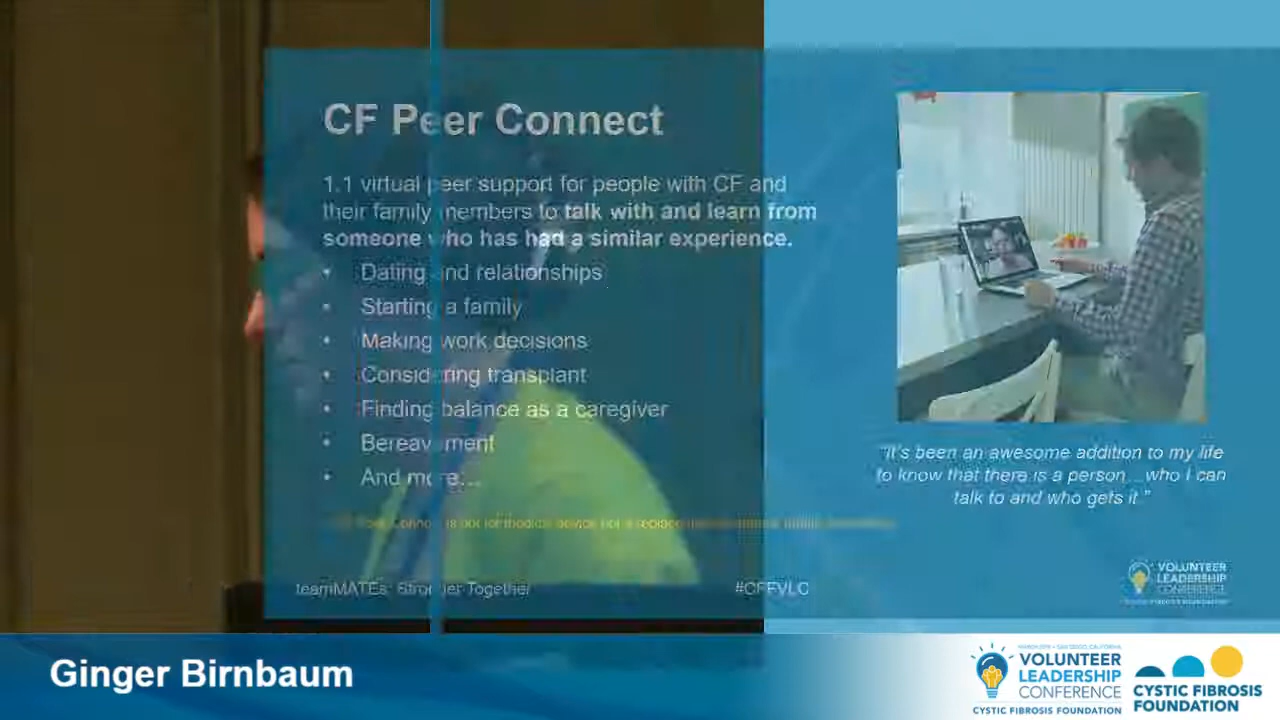 CF Peer Connect
1.1 virtual peer support for people with CF and
their family members to talk with and learn from
someone who has had a similar experience.
• Dating and relationships
• Starting a family
• Making work decisions
• Considering transplant
• Finding balance as a caregiver
• Bereavement
• And more...
"It's been an awesome addition to my life
to know that there is a person...who I can
talk to and who gets it."
teamMATEs: Stronger Together
#CFFVLC
VOLUNTEER
LEADERSHIP
CONFERENCE
Ginger Birnbaum
VOLUNTEER
LEADERSHIP
CONFERENCE
CYSTIC FIBROSIS FOUNDATION
CYSTIC FIBROSIS
FOUNDATION